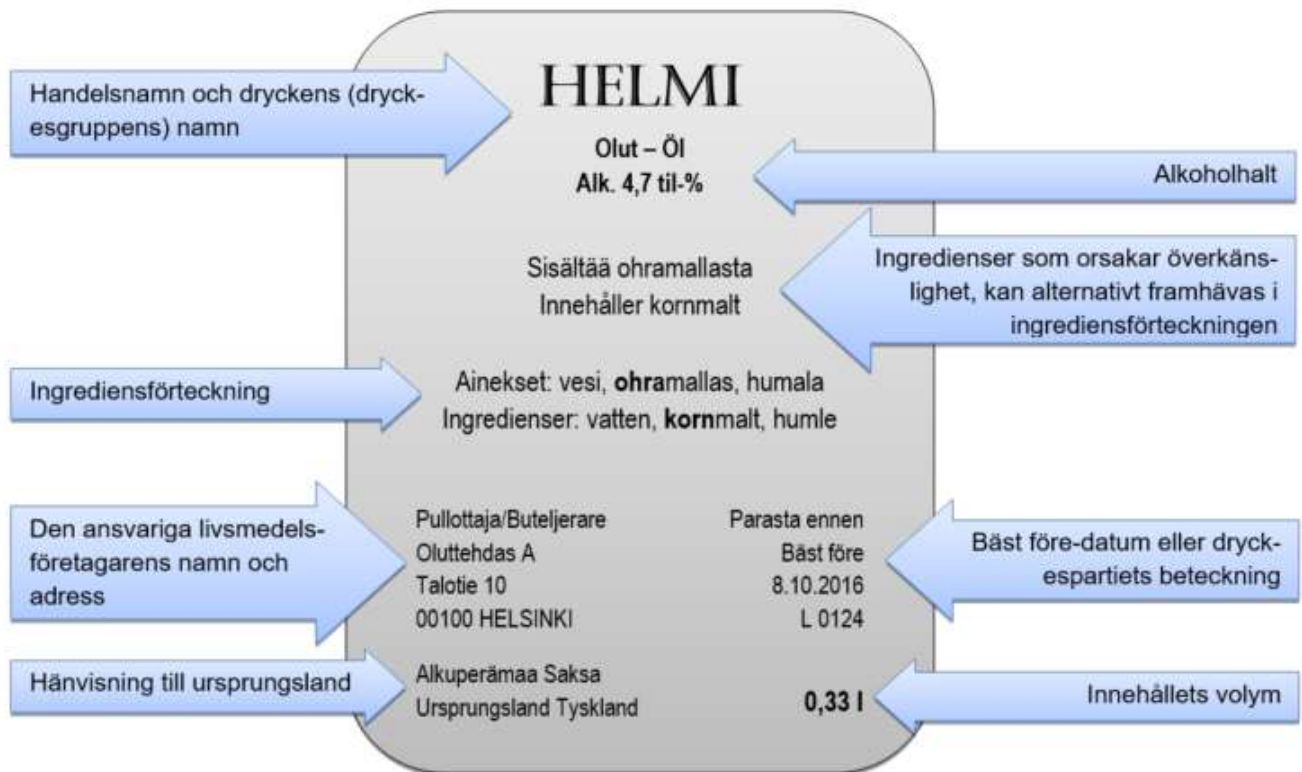 Handelsnamn och dryckens (dryck-
esgruppens) namn
HELMI
Olut – Öl
Alk. 4,7 til-%
Alkoholhalt
Sisältää ohramallasta
Innehåller kornmalt
Ingredienser som orsakar överkäns-
lighet, kan alternativt framhävas i
ingrediensförteckningen
Ingrediensförteckning
Ainekset: vesi, ohramallas, humala
Ingredienser: vatten, kornmalt, humle
Den ansvariga livsmedels-
företagarens namn och
adress
Pullottaja/Buteljerare
Oluttehdas A
Talotie 10
00100 HELSINKI
Parasta ennen
Bäst före
8.10.2016
L 0124
Bäst före-datum eller dryck-
espartiets beteckning
Hänvisning till ursprungsland
Alkuperämaa Saksa
Ursprungsland Tyskland
0,33 l
Innehållets volym